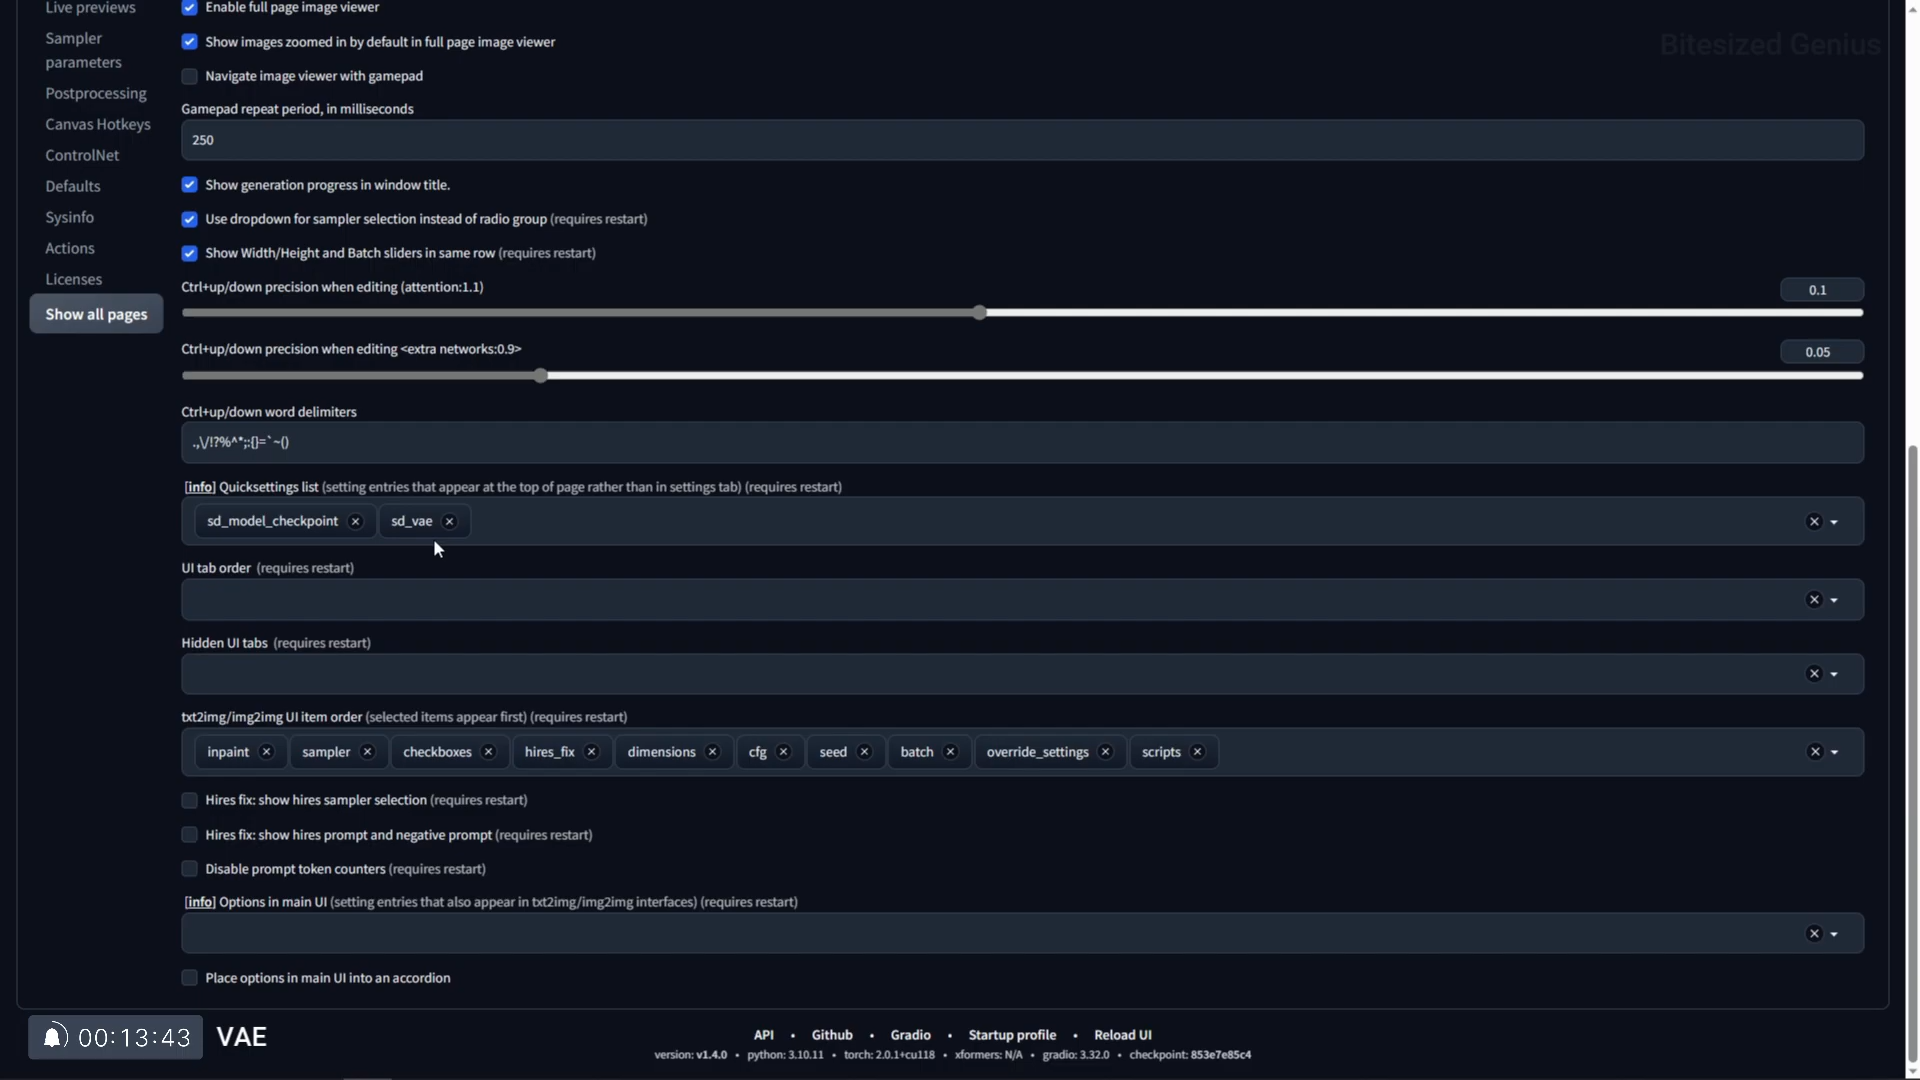 Live previews
Sampler
parameters
Postprocessing
Canvas Hotkeys
ControlNet
Defaults
Sysinfo
Actions
Licenses
Show all pages
Bitesized Genius
Enable full page image viewer
Show images zoomed in by default in full page image viewer
Navigate image viewer with gamepad
Gamepad repeat period, in milliseconds
250
Show generation progress in window title.
Use dropdown for sampler selection instead of radio group (requires restart)
Show Width/Height and Batch sliders in same row (requires restart)
Ctrl+up/down precision when editing (attention:1.1) 0.1
Ctrl+up/down precision when editing <extra networks:0.9> 0.05
Ctrl+up/down word delimiters
.,\/!?%^*;:{}=`~()
[info] Quicksettings list (setting entries that appear at the top of page rather than in settings tab) (requires restart)
sd_model_checkpoint sd_vae
UI tab order (requires restart)
Hidden UI tabs (requires restart)
txt2img/img2img UI item order (selected items appear first) (requires restart)
inpaint sampler checkboxes hires_fix dimensions cfg seed batch override_settings scripts
Hires fix: show hires sampler selection (requires restart)
Hires fix: show hires prompt and negative prompt (requires restart)
Disable prompt token counters (requires restart)
[info] Options in main UI (setting entries that also appear in txt2img/img2img interfaces) (requires restart)
Place options in main UI into an accordion
00:13:43 VAE
API • Github • Gradio • Startup profile • Reload UI
version: v1.4.0 • python: 3.10.11 • torch: 2.0.1+cu118 • xformers: N/A • gradio: 3.32.0 • checkpoint: 853e7e85c4